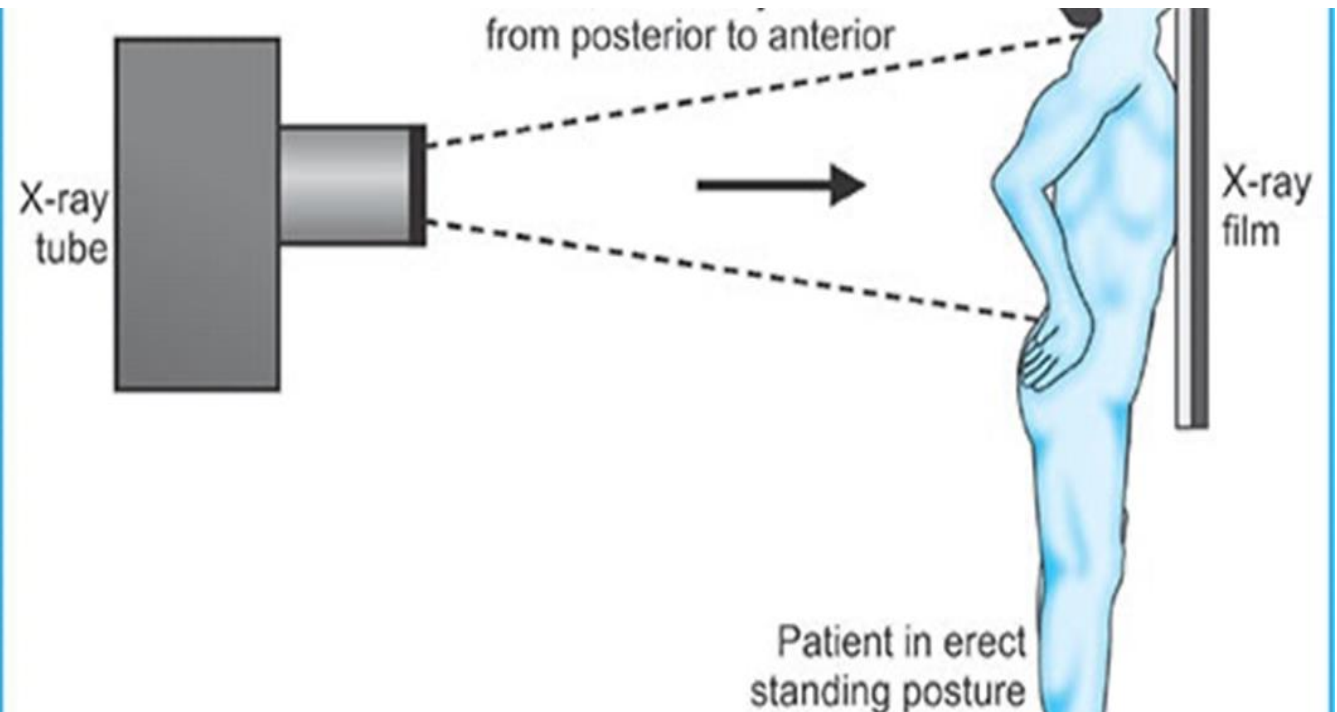 from posterior to anterior
X-ray
tube
X-ray
film
Patient in erect
standing posture